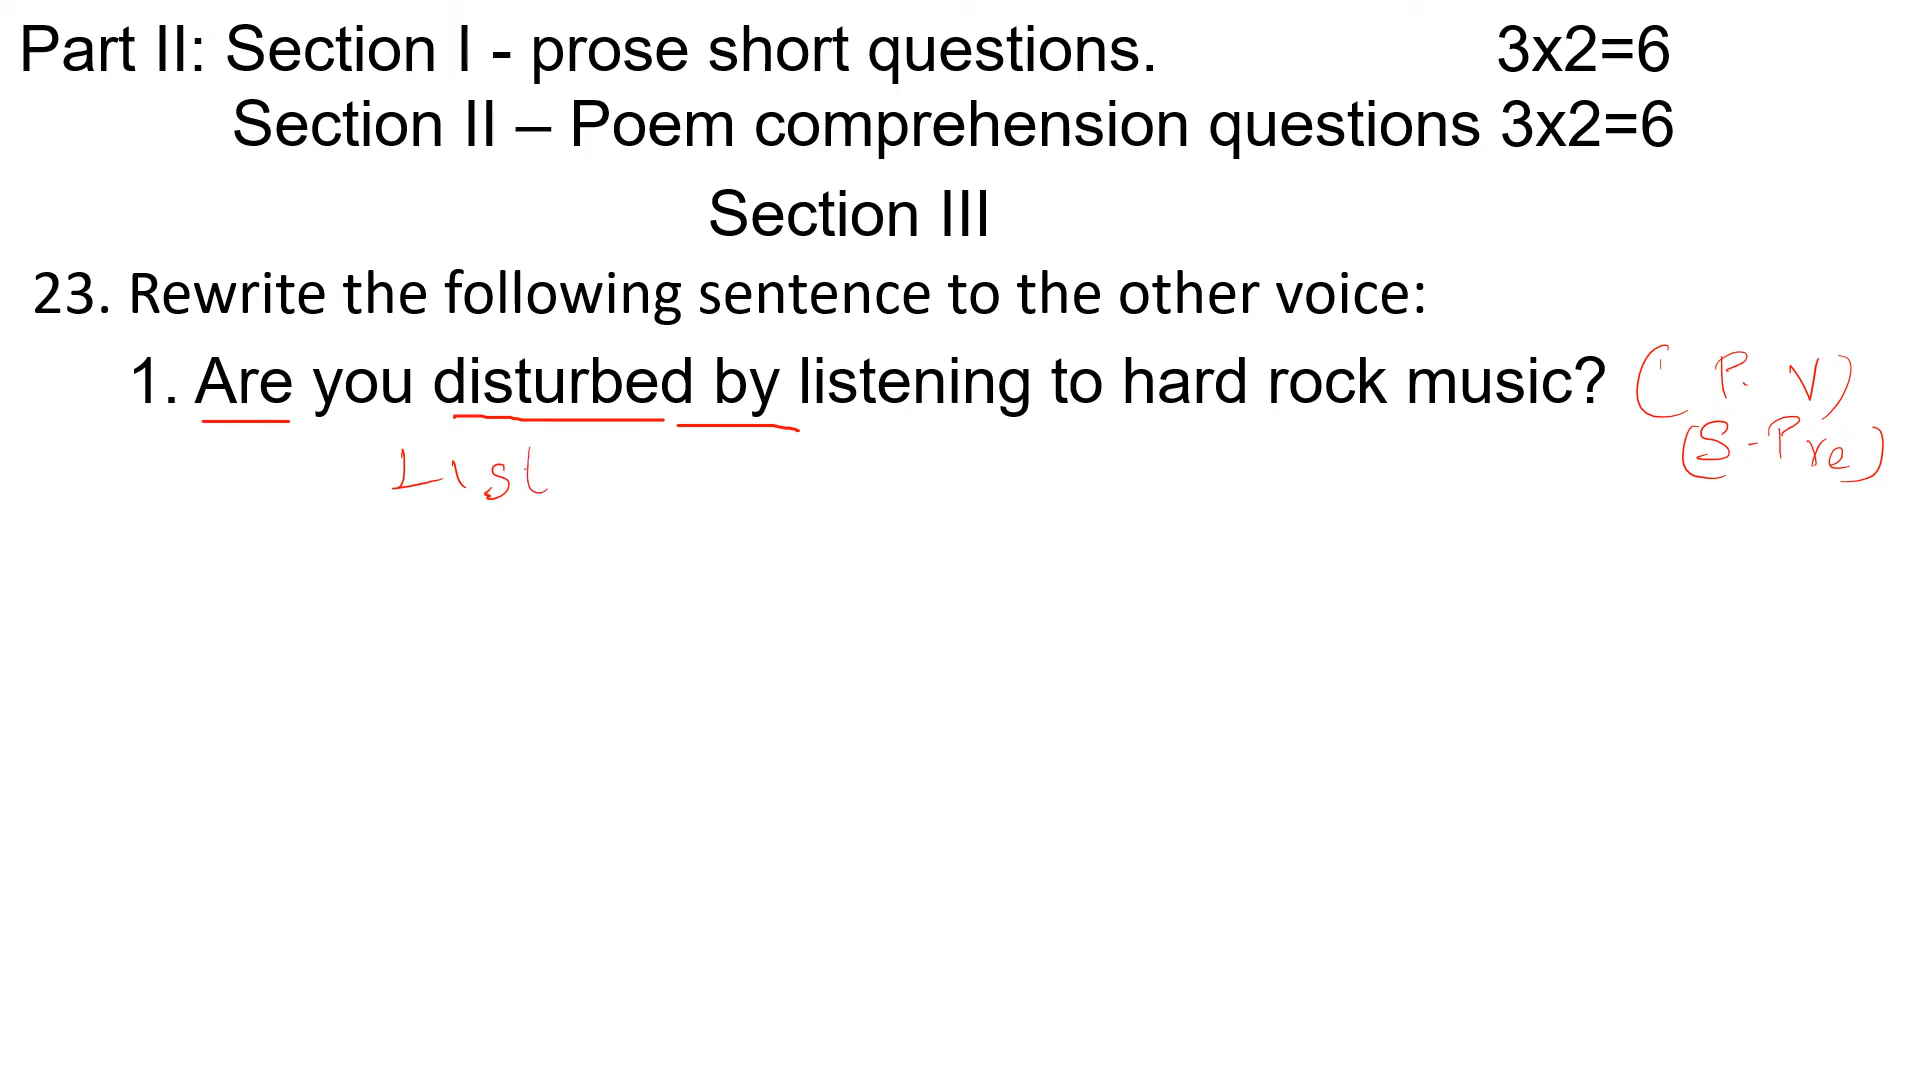 Part II: Section I - prose short questions. 3x2=6
Section II – Poem comprehension questions 3x2=6
Section III
23. Rewrite the following sentence to the other voice:
1. Are you disturbed by listening to hard rock music? (P. V)
(S-Pre)
List